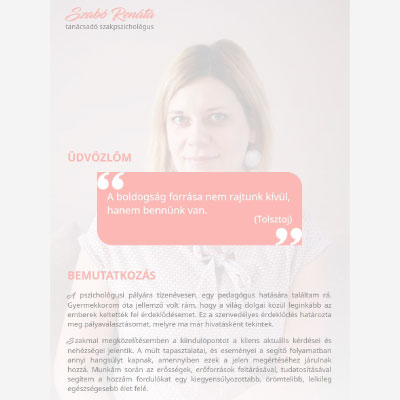 Szabó Renáta
tanácsadó szakpszichológus
ÜDVÖZLÖM
A boldogság forrása nem rajtunk kívül,
hanem bennünk van.
(Tolsztoj)
BEMUTATKOZÁS
A pszichológusi pályára tizenévesen, egy pedagógus hatására találtam rá.
Gyermekkorom óta jellemző volt rám, hogy a világ dolgai közül leginkább az
emberek keltették fel érdeklődésemet. Ez a szenvedélyes érdeklődés határozta
meg pályaválasztásomat, melyre ma már hivatásként tekintek.
Szakmai megközelítésemben a kiindulópontot a kliens aktuális kérdései és
nehézségei jelentik. A múlt tapasztalatai, és eseményei a segítő folyamatban
annyi hangsúlyt kapnak, amennyiben ezek a jelen megértéséhez járulnak
hozzá. Munkám során az erősségek, erőforrások feltárásával, tudatosításával
segítem a hozzám fordulókat egy kiegyensúlyozottabb, örömtelibb, lelkileg
egészségesebb élet felé.